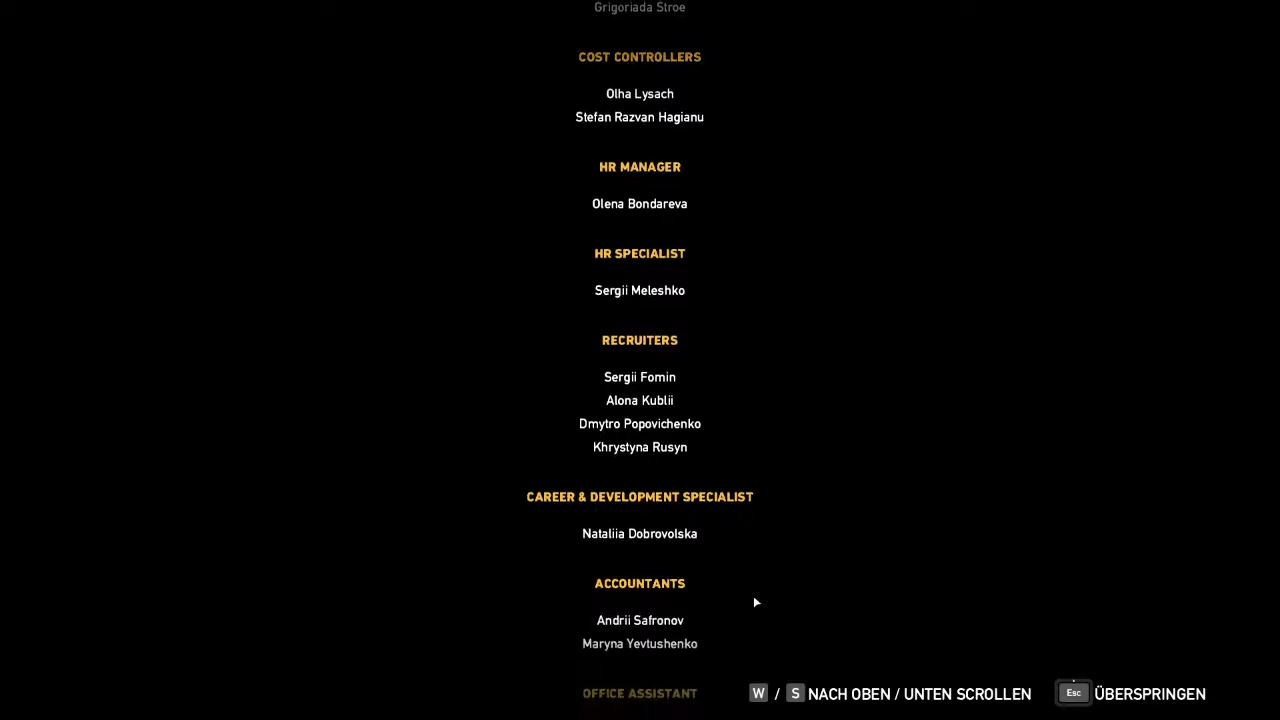 Grigoriada Stroe
COST CONTROLLERS
Olha Lysach
Stefan Razvan Hagianu
HR MANAGER
Olena Bondareva
HR SPECIALIST
Sergii Meleshko
RECRUITERS
Sergii Fomin
Alona Kublii
Dmytro Popovichenko
Khrystyna Rusyn
CAREER & DEVELOPMENT SPECIALIST
Nataliia Dobrovolska
ACCOUNTANTS
Andrii Safronov
Maryna Yevtushenko
OFFICE ASSISTANT
W / S NACH OBEN / UNTEN SCROLLEN Esc ÜBERSPRINGEN